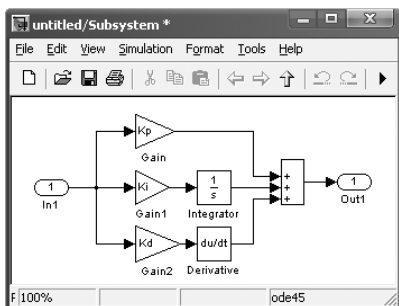 untitled/Subsystem *
File Edit View Simulation Format Tools Help
Kp
Gain
1
In1
Ki
Gain1
1
s
Integrator
+
+
+
1
Out1
Kd
Gain2
du/dt
Derivative
F 100% ode45